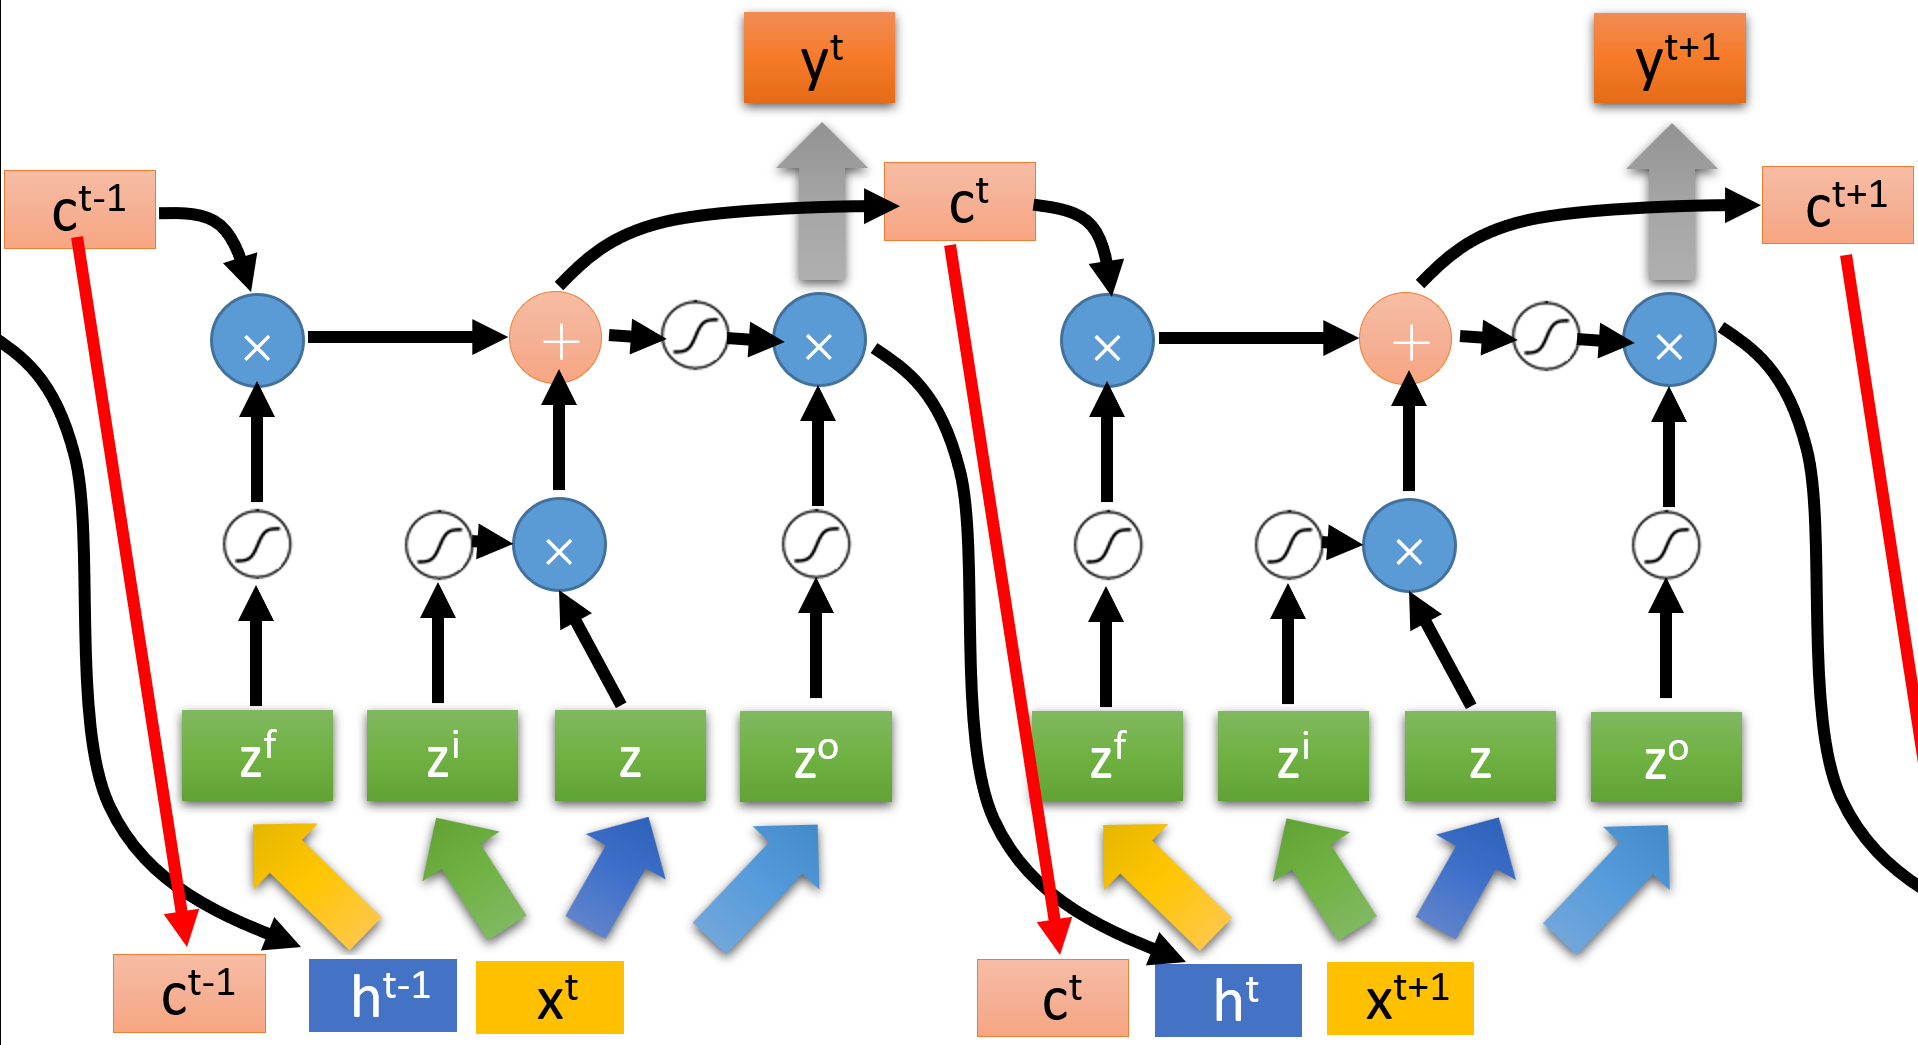 y^t
y^t+1
c^t-1
c^t
c^t+1
×
+
×
×
+
×
×
×
z^f
z^i
z
z^o
z^f
z^i
z
z^o
c^t-1
h^t-1
x^t
c^t
h^t
x^t+1